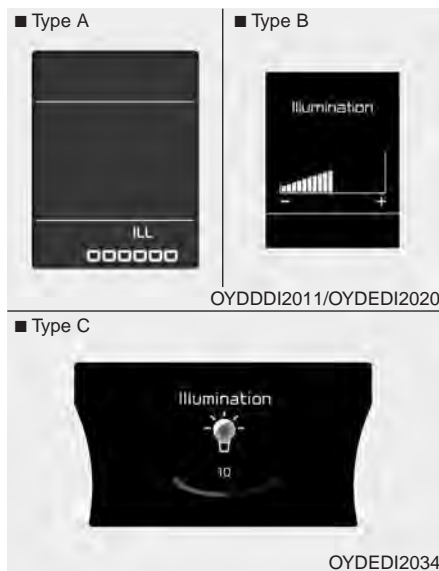 ■ Type A
■ Type B
ILL
Illumination
- +
OYDDDI2011/OYDEDI2020
■ Type C
Illumination
10
OYDEDI2034